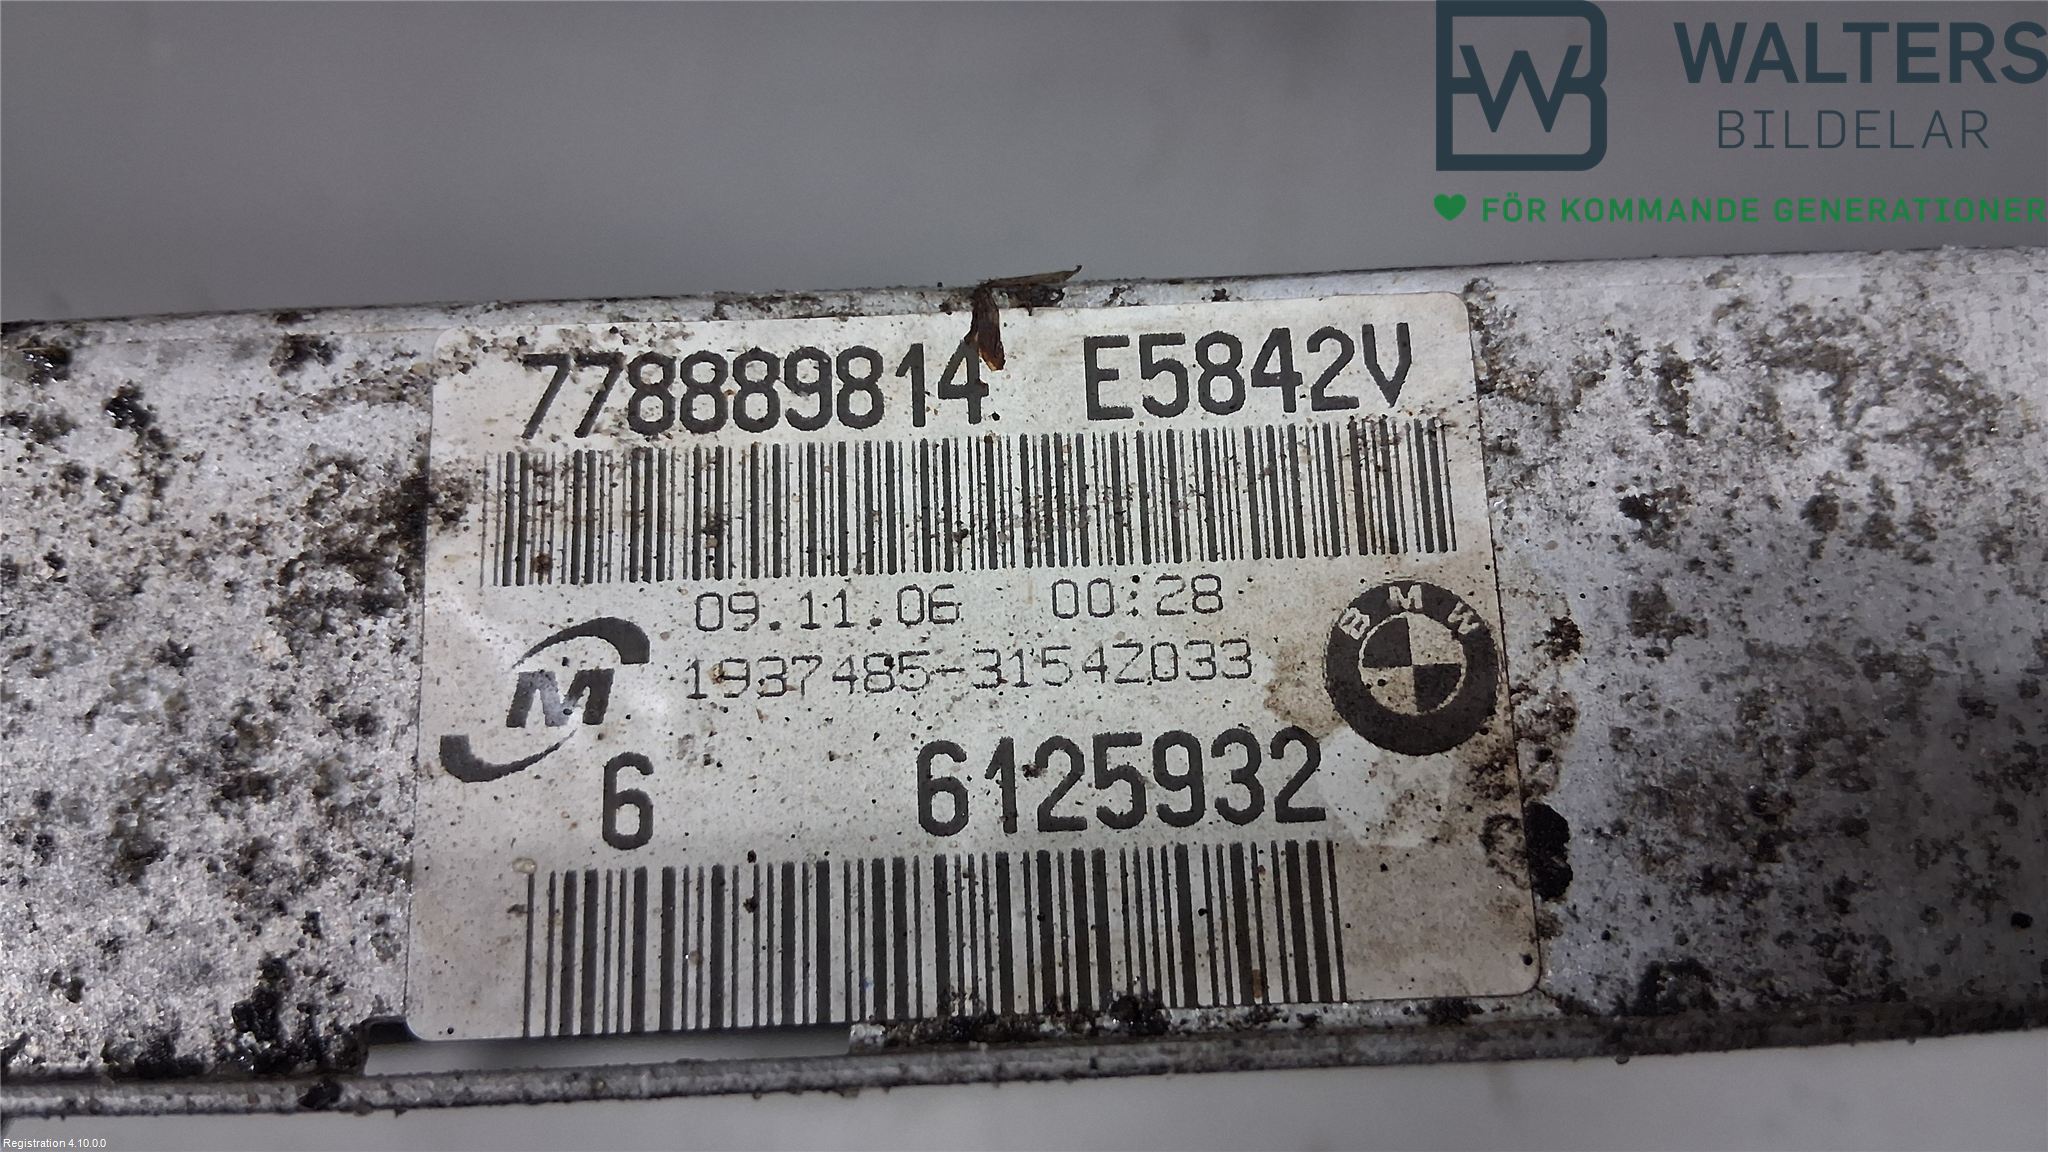 WALTERS
BILDELAR
FÖR KOMMANDE GENERATIONER
778889814 E5842V
09.11.06 00:28
1937485-3154Z033
M
BMW
6 6125932
Registration 4.10.0.0